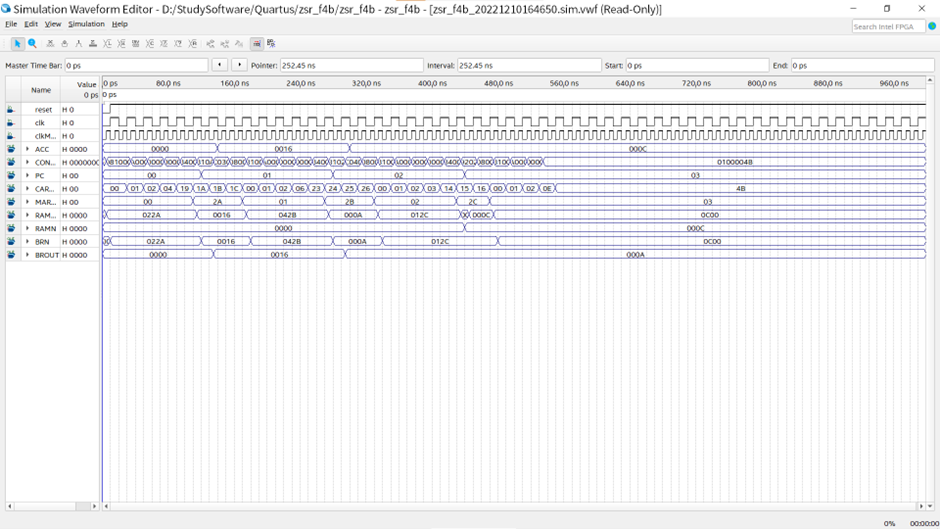 Simulation Waveform Editor - D:/StudySoftware/Quartus/zsr_f4b/zsr_f4b - zsr_f4b - [zsr_f4b_20221210164650.sim.vwf (Read-Only)]
File Edit View Simulation Help
Search Intel FPGA
Master Time Bar: 0 ps Pointer: 252.45 ns Interval: 252.45 ns Start: 0 ps End: 0 ps
Name Value 0 ps 0 ps 80.0 ns 160.0 ns 240.0 ns 320.0 ns 400.0 ns 480.0 ns 560.0 ns 640.0 ns 720.0 ns 800.0 ns 880.0 ns 960.0 ns
0 ps
reset H 0
clk H 0
clkM... H 0
ACC H 0000 0000 0016 000C
CON... H 0000000C 0100004B
PC H 00 00 01 02 03
CAR... H 00 00 01 02 04 19 1A 1B 1C 00 01 02 06 23 24 25 26 00 01 02 03 14 15 16 00 01 02 0E 4B
MAR... H 00 00 2A 01 2B 02 2C 03
RAM... H 0000 022A 0016 042B 000A 012C X 000C 0C00
RAMN H 0000 0000 000C
BRN H 0000 022A 0016 042B 000A 012C 0C00
BROUT H 0000 0000 0016 000A
0% 00:00:00